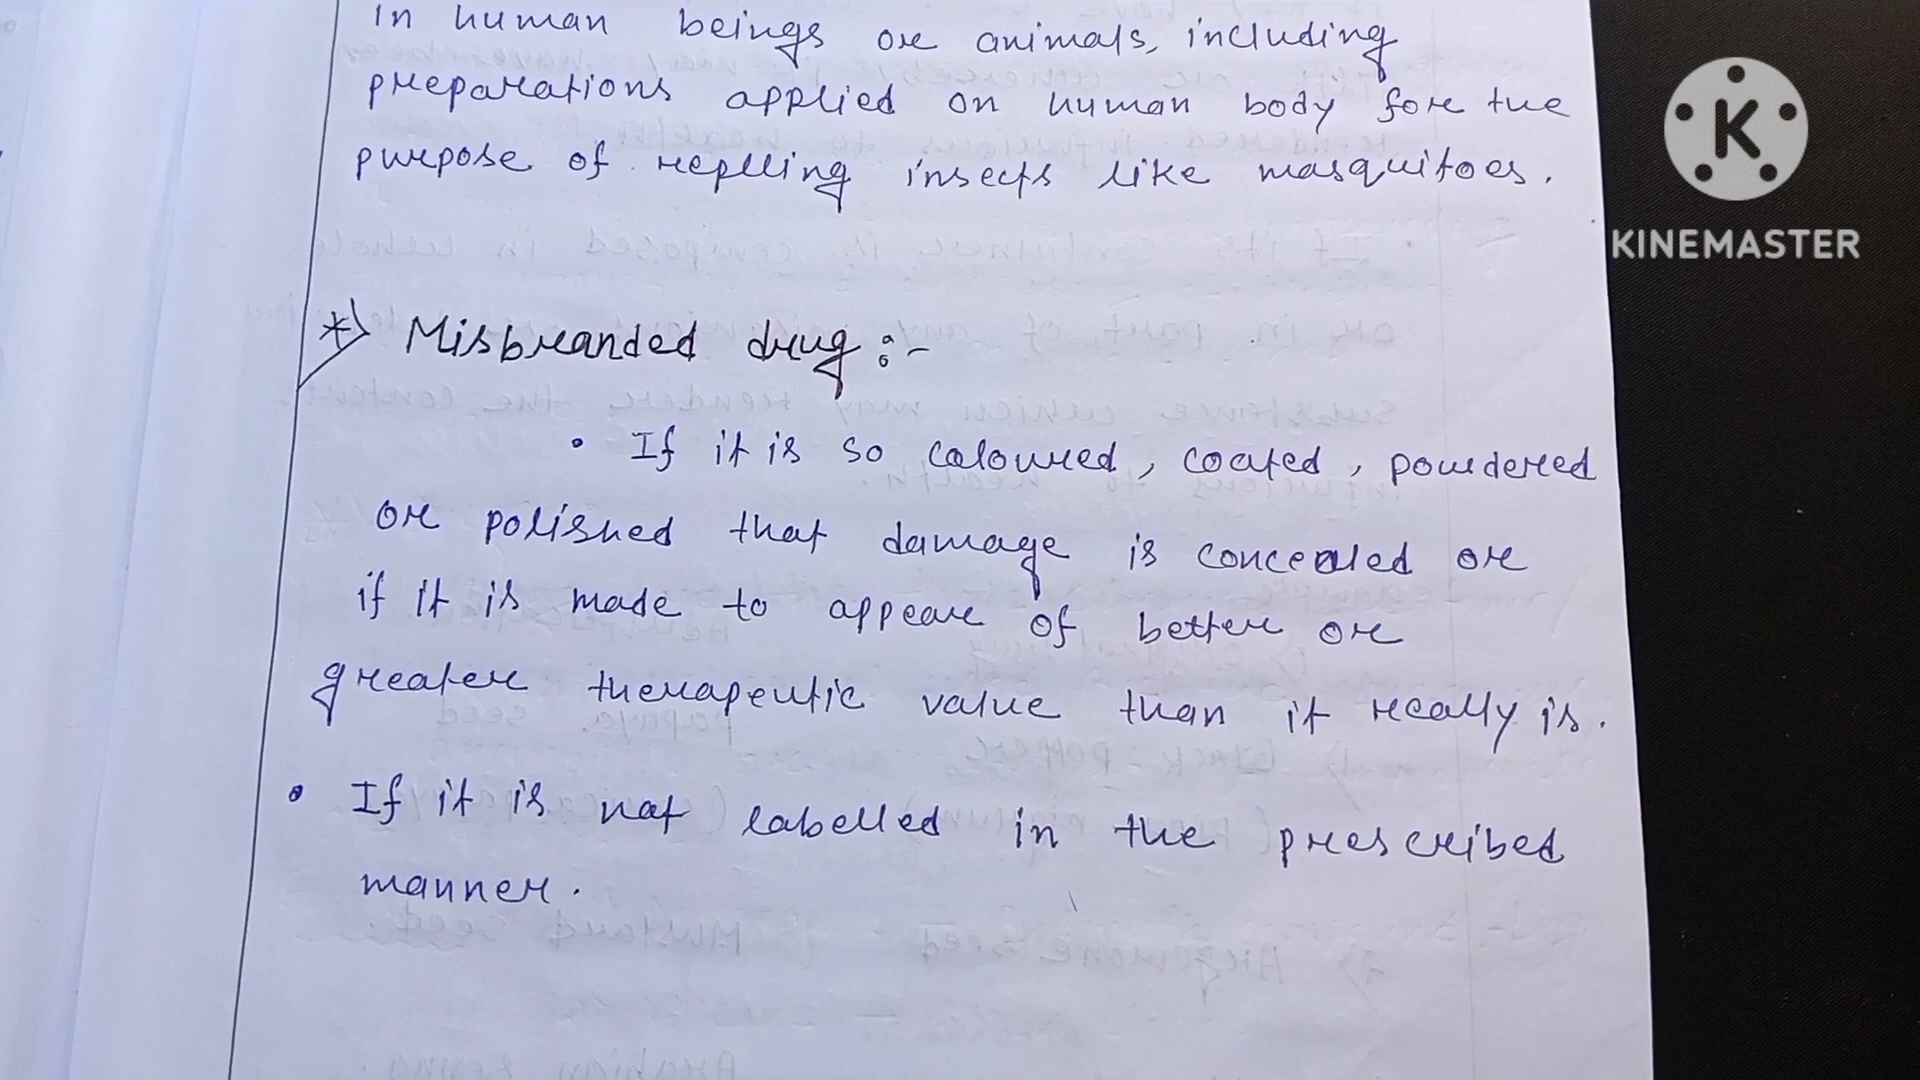 in human beings or animals, including
preparations applied on human body for the
purpose of replling insects like masquitoes.
K
KINEMASTER
*) Misbranded drug :-
• If it is so coloured, coated, powdered
or polished that damage is concealed or
if it is made to appear of better or
greater therapeutic value than it really is.
• If it is not labelled in the prescribed
manner.